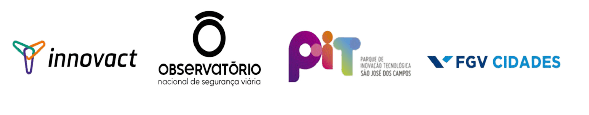 innovact
OBSERVATÓRIO
nacional de segurança viária
PiT
PARQUE
DE INOVAÇÃO TECNOLÓGICA
SÃO JOSÉ DOS CAMPOS
FGV CIDADES